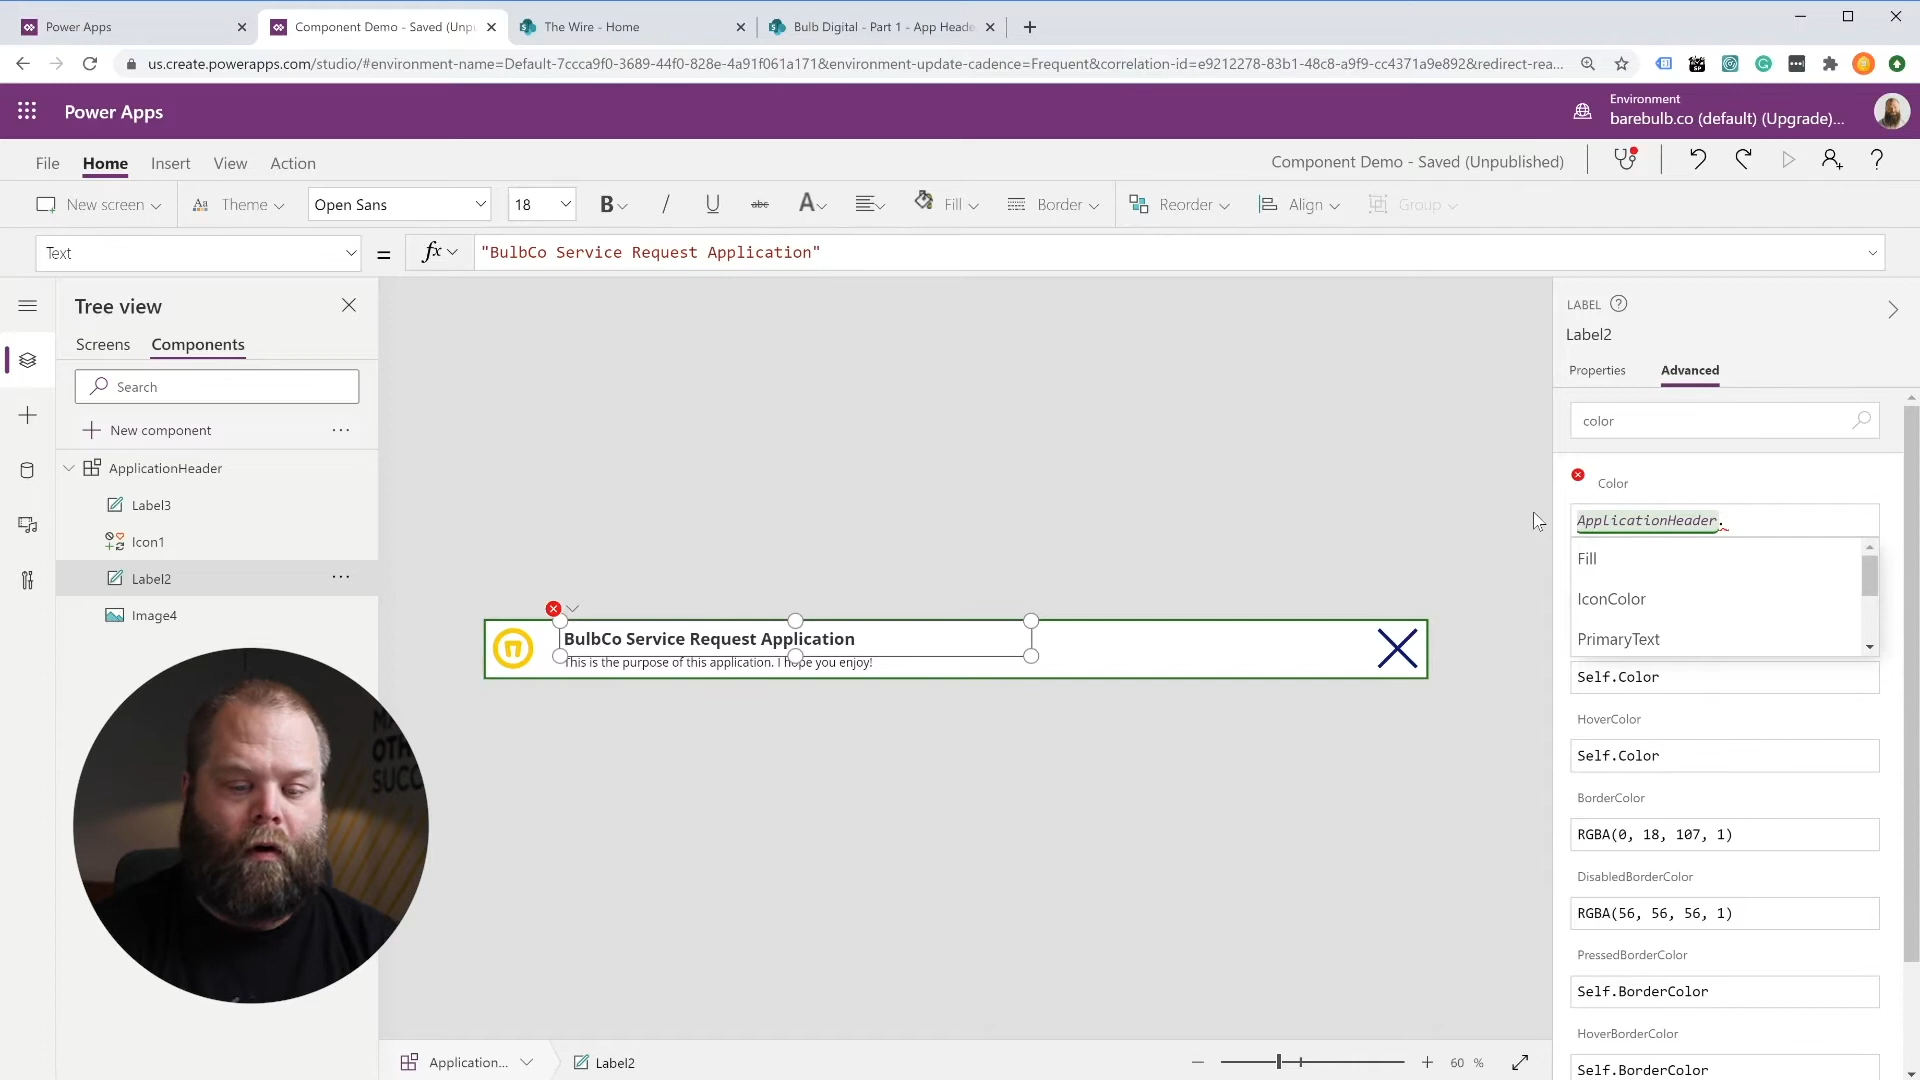 Power Apps
Component Demo - Saved (Unpu
The Wire - Home
Bulb Digital - Part 1 - App Heade
us.create.powerapps.com/studio/#environment-name=Default-7ccca9f0-3689-44f0-828e-4a91f061a171&environment-update-cadence=Frequent&correlation-id=e9212278-83b1-48c8-a9f9-cc4371a9e892&redirect-rea...
Power Apps
Environment
barebulb.co (default) (Upgrade)...
File
Home
Insert
View
Action
Component Demo - Saved (Unpublished)
New screen
Theme
Open Sans
18
B
/
U
abc
A
Fill
Border
Reorder
Align
Group
Text
=
fx
"BulbCo Service Request Application"
Tree view
Screens
Components
Search
New component
ApplicationHeader
Label3
Icon1
Label2
Image4
BulbCo Service Request Application
This is the purpose of this application. I hope you enjoy!
LABEL
Label2
Properties
Advanced
color
Color
ApplicationHeader.
Fill
IconColor
PrimaryText
Self.Color
HoverColor
Self.Color
BorderColor
RGBA(0, 18, 107, 1)
DisabledBorderColor
RGBA(56, 56, 56, 1)
PressedBorderColor
Self.BorderColor
HoverBorderColor
Self.BorderColor
Application...
Label2
60 %